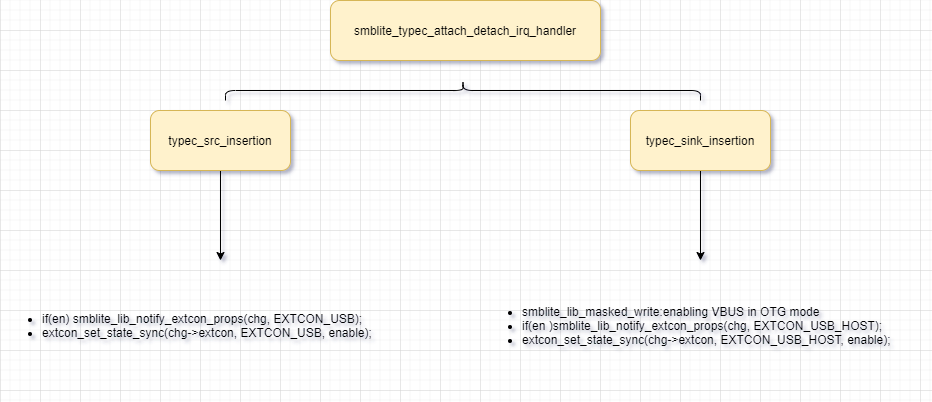 smblite_typec_attach_detach_irq_handler
typec_src_insertion
typec_sink_insertion
• if(en) smblite_lib_notify_extcon_props(chg, EXTCON_USB);
• extcon_set_state_sync(chg->extcon, EXTCON_USB, enable);
• smblite_lib_masked_write:enabling VBUS in OTG mode
• if(en )smblite_lib_notify_extcon_props(chg, EXTCON_USB_HOST);
• extcon_set_state_sync(chg->extcon, EXTCON_USB_HOST, enable);